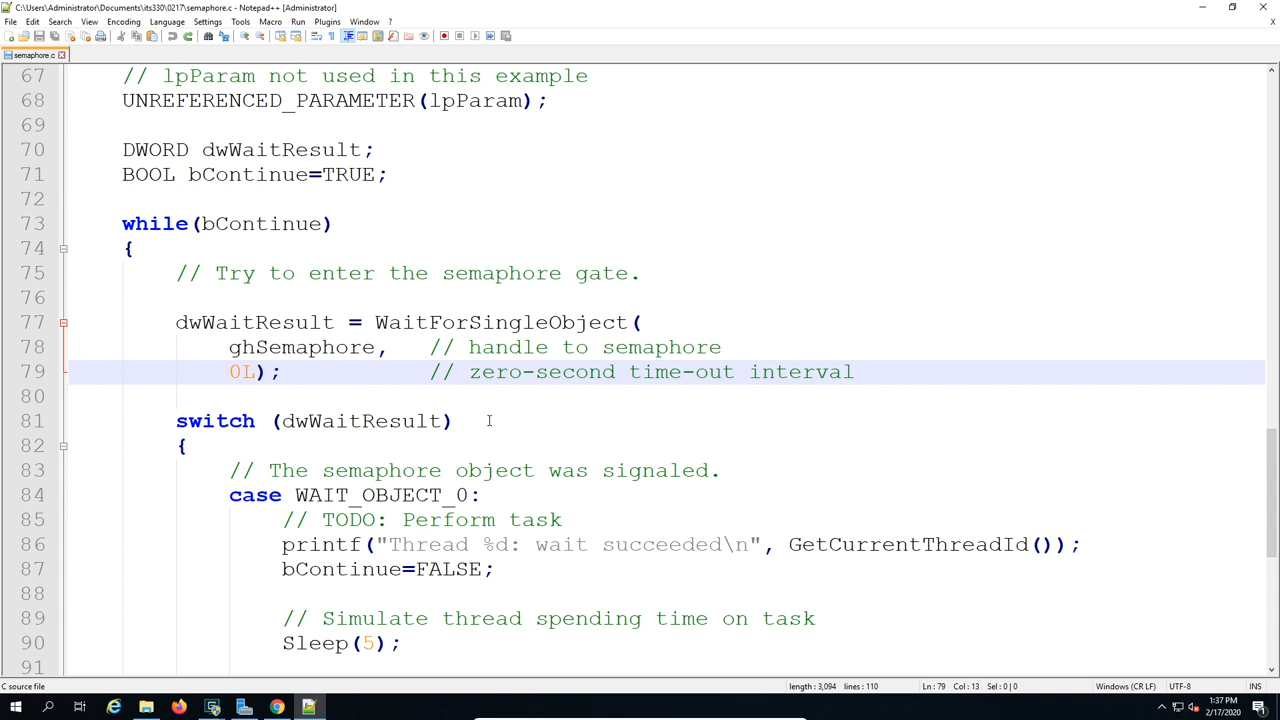 C:\Users\Administrator\Documents\its330\0217\semaphore.c - Notepad++ [Administrator]
File Edit Search View Encoding Language Settings Tools Macro Run Plugins Window ?
semaphore.c
67 // lpParam not used in this example
68 UNREFERENCED_PARAMETER(lpParam);
69
70 DWORD dwWaitResult;
71 BOOL bContinue=TRUE;
72
73 while(bContinue)
74 {
75 // Try to enter the semaphore gate.
76
77 dwWaitResult = WaitForSingleObject(
78 ghSemaphore, // handle to semaphore
79 0L); // zero-second time-out interval
80
81 switch (dwWaitResult)
82 {
83 // The semaphore object was signaled.
84 case WAIT_OBJECT_0:
85 // TODO: Perform task
86 printf("Thread %d: wait succeeded\n", GetCurrentThreadId());
87 bContinue=FALSE;
88
89 // Simulate thread spending time on task
90 Sleep(5);
91
C source file length : 3,094 lines : 110 Ln : 79 Col : 13 Sel : 0 | 0 Windows (CR LF) UTF-8 INS
1:37 PM
2/17/2020